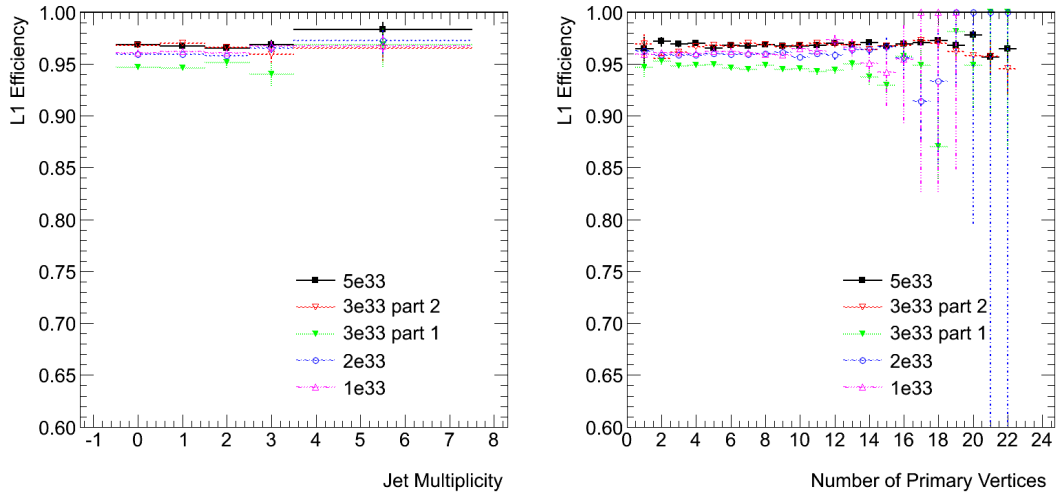 L1 Efficiency
1.00
0.95
0.90
0.85
0.80
0.75
0.70
0.65
0.60
5e33
3e33 part 2
3e33 part 1
2e33
1e33
-1 0 1 2 3 4 5 6 7 8
Jet Multiplicity
L1 Efficiency
1.00
0.95
0.90
0.85
0.80
0.75
0.70
0.65
0.60
5e33
3e33 part 2
3e33 part 1
2e33
1e33
0 2 4 6 8 10 12 14 16 18 20 22 24
Number of Primary Vertices